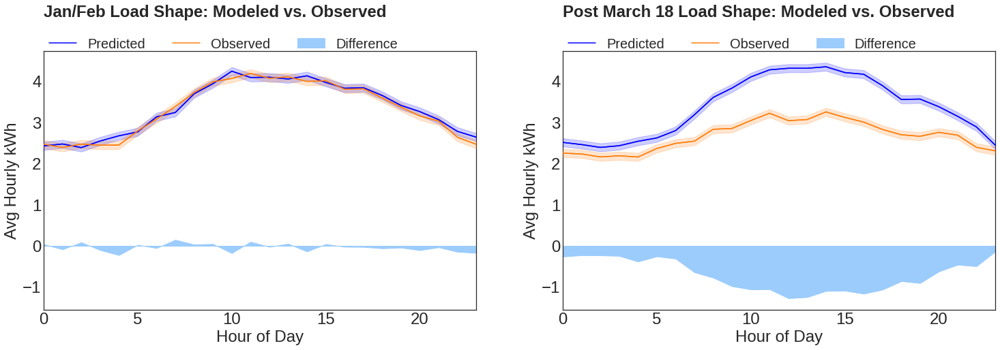 Jan/Feb Load Shape: Modeled vs. Observed
Predicted Observed Difference
Avg Hourly kWh
4
3
2
1
0
−1
0 5 10 15 20
Hour of Day
Post March 18 Load Shape: Modeled vs. Observed
Predicted Observed Difference
Avg Hourly kWh
4
3
2
1
0
−1
0 5 10 15 20
Hour of Day